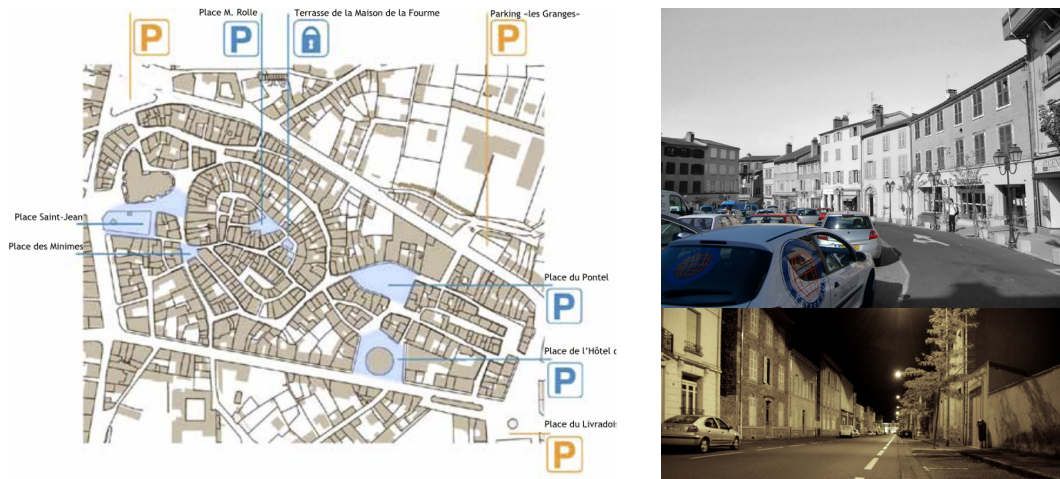 Place M. Rolle
Terrasse de la Maison de la Fourme
Parking «les Granges»
P
P
P
Place Saint-Jean
Place des Minimes
Place du Pontel
P
Place de l'Hôtel
P
Place du Livradois
P